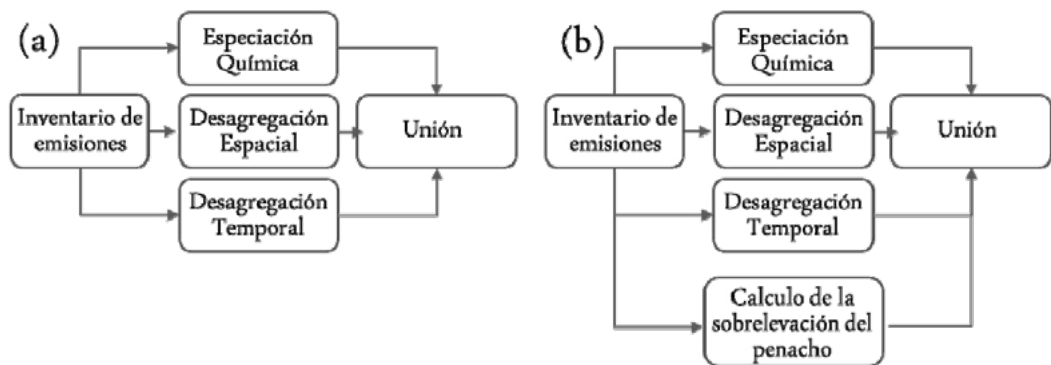 (a)
Especiación
Química
Inventario de
emisiones
Desagregación
Espacial
Unión
Desagregación
Temporal
(b)
Especiación
Química
Inventario de
emisiones
Desagregación
Espacial
Unión
Desagregación
Temporal
Calculo de la
sobrelevación del
penacho